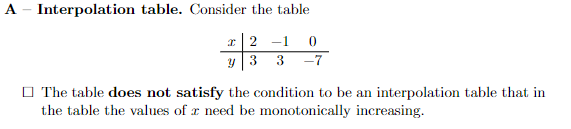 A – Interpolation table. Consider the table
x 2 −1 0
y 3 3 −7
□ The table does not satisfy the condition to be an interpolation table that in
the table the values of x need be monotonically increasing.